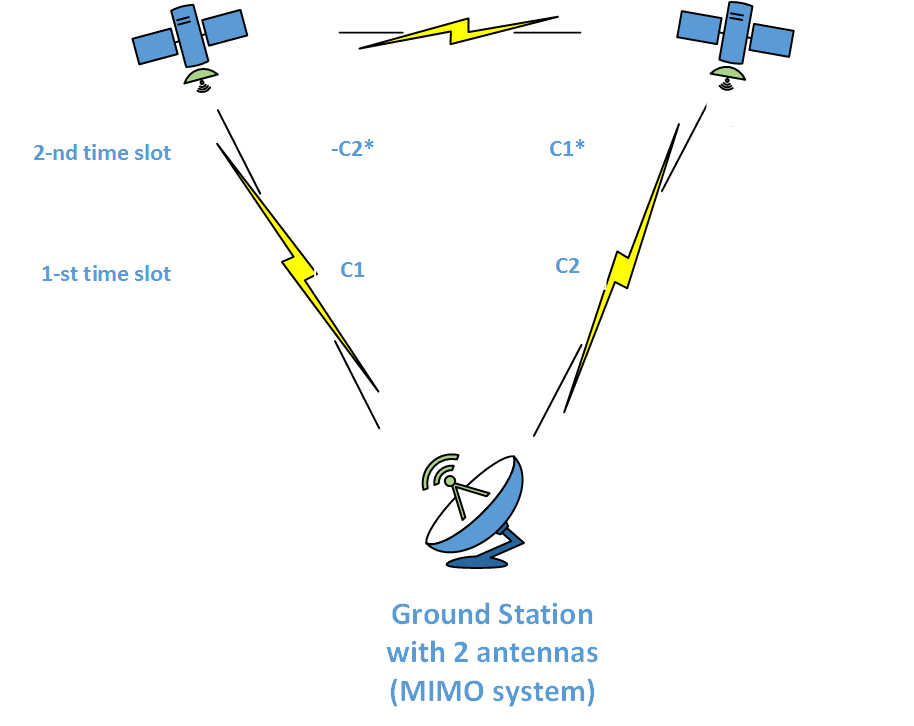 2-nd time slot -C2* C1*
1-st time slot C1 C2
Ground Station
with 2 antennas
(MIMO system)